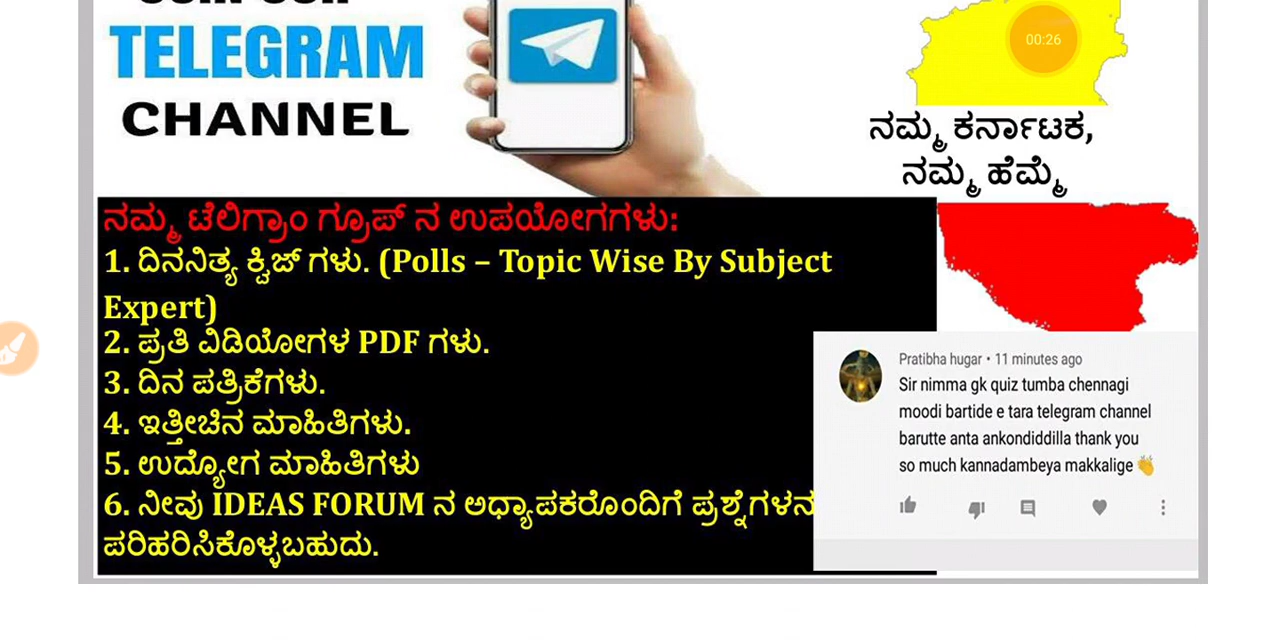 TELEGRAM
CHANNEL
00:26
ನಮ್ಮ ಕರ್ನಾಟಕ,
ನಮ್ಮ ಹೆಮ್ಮೆ
ನಮ್ಮ ಟೆಲಿಗ್ರಾಂ ಗ್ರೂಪ್ ನ ಉಪಯೋಗಗಳು:
1. ದಿನನಿತ್ಯ ಕ್ವಿಜ್ ಗಳು. (Polls – Topic Wise By Subject
Expert)
2. ಪ್ರತಿ ವಿಡಿಯೋಗಳ PDF ಗಳು.
3. ದಿನ ಪತ್ರಿಕೆಗಳು.
4. ಇತ್ತೀಚಿನ ಮಾಹಿತಿಗಳು.
5. ಉದ್ಯೋಗ ಮಾಹಿತಿಗಳು
6. ನೀವು IDEAS FORUM ನ ಅಧ್ಯಾಪಕರೊಂದಿಗೆ
ಪರಿಹರಿಸಿಕೊಳ್ಳಬಹುದು.
Pratibha hugar • 11 minutes ago
Sir nimma gk quiz tumba chennagi
moodi bartide e tara telegram channel
barutte anta ankondiddilla thank you
so much kannadambeya makkalige 👏